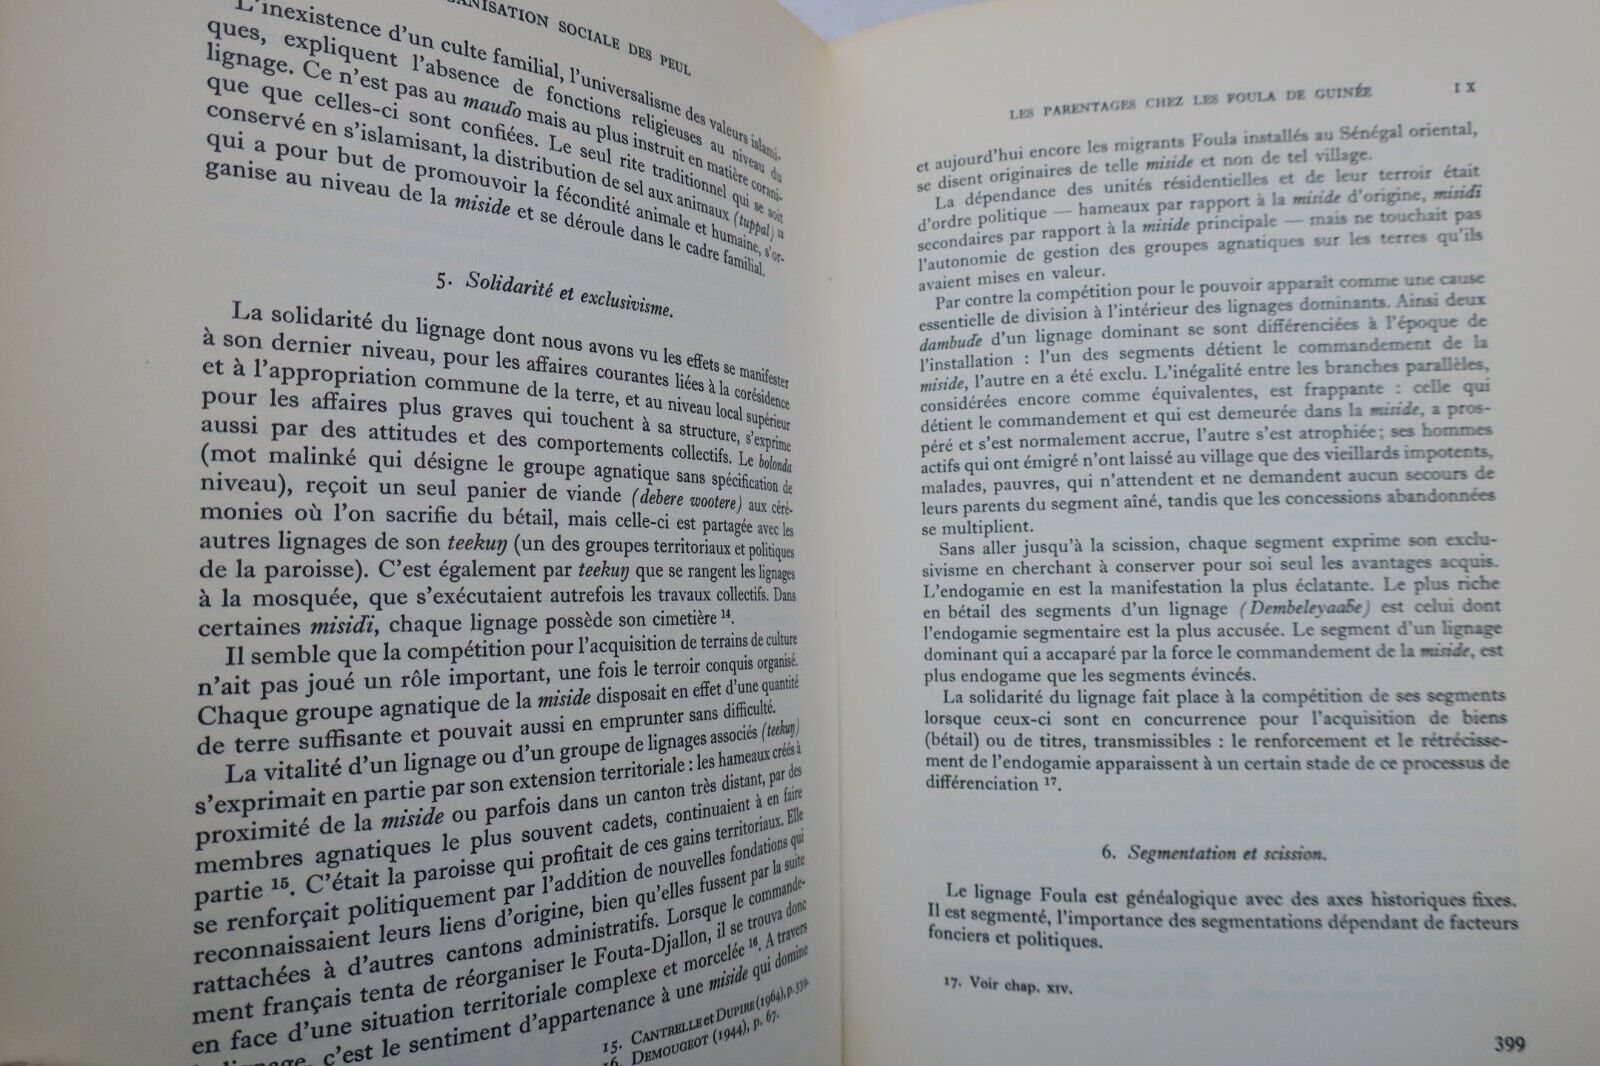 ANISATION SOCIALE DES PEUL
L'inexistence d'un culte familial, l'universalisme des valeurs islami-
ques, expliquent l'absence de fonctions religieuses au niveau du
lignage. Ce n'est pas au mauɗo mais au plus instruit en matière corani-
que que celles-ci sont confiées. Le seul rite traditionnel qui se soit
conservé en s'islamisant, la distribution de sel aux animaux (tuppal)
qui a pour but de promouvoir la fécondité animale et humaine, s'or-
ganise au niveau de la miside et se déroule dans le cadre familial.
5. Solidarité et exclusivisme.
La solidarité du lignage dont nous avons vu les effets se manifester
à son dernier niveau, pour les affaires courantes liées à la corésidence
et à l'appropriation commune de la terre, et au niveau local supérieur
pour les affaires plus graves qui touchent à sa structure, s'exprime
aussi par des attitudes et des comportements collectifs. Le bolonda
(mot malinké qui désigne le groupe agnatique sans spécification de
niveau), reçoit un seul panier de viande (debere wootere) aux céré-
monies où l'on sacrifie du bétail, mais celle-ci est partagée avec les
autres lignages de son teekuŋ (un des groupes territoriaux et politiques
de la paroisse). C'est également par teekuŋ que se rangent les lignages
à la mosquée, que s'exécutaient autrefois les travaux collectifs. Dans
certaines misidi, chaque lignage possède son cimetière 14.
Il semble que la compétition pour l'acquisition de terrains de culture
n'ait pas joué un rôle important, une fois le terroir conquis organisé.
Chaque groupe agnatique de la miside disposait en effet d'une quantité
de terre suffisante et pouvait aussi en emprunter sans difficulté.
La vitalité d'un lignage ou d'un groupe de lignages associés (teekuŋ)
s'exprimait en partie par son extension territoriale : les hameaux créés à
proximité de la miside ou parfois dans un canton très distant, par des
membres agnatiques le plus souvent cadets, continuaient à en faire
partie 15. C'était la paroisse qui profitait de ces gains territoriaux. Elle
se renforçait politiquement par l'addition de nouvelles fondations qui
reconnaissaient leurs liens d'origine, bien qu'elles fussent par la suite
rattachées à d'autres cantons administratifs. Lorsque le commande-
ment français tenta de réorganiser le Fouta-Djallon, il se trouva donc
en face d'une situation territoriale complexe et morcelée 16. A travers
lignage, c'est le sentiment d'appartenance à une miside qui domine
15. CANTRELLE et DUPIRE (1964), p. 539.
16. DEMOUGEOT (1944), p. 67.
LES PARENTAGES CHEZ LES FOULA DE GUINÉE I X
et aujourd'hui encore les migrants Foula installés au Sénégal oriental,
se disent originaires de telle miside et non de tel village.
La dépendance des unités résidentielles et de leur terroir était
d'ordre politique — hameaux par rapport à la miside d'origine, misidi
secondaires par rapport à la miside principale — mais ne touchait pas
l'autonomie de gestion des groupes agnatiques sur les terres qu'ils
avaient mises en valeur.
Par contre la compétition pour le pouvoir apparaît comme une cause
essentielle de division à l'intérieur des lignages dominants. Ainsi deux
dambuɗe d'un lignage dominant se sont différenciées à l'époque de
l'installation : l'un des segments détient le commandement de la
miside, l'autre en a été exclu. L'inégalité entre les branches parallèles,
considérées encore comme équivalentes, est frappante : celle qui
détient le commandement et qui est demeurée dans la miside, a pros-
péré et s'est normalement accrue, l'autre s'est atrophiée; ses hommes
actifs qui ont émigré n'ont laissé au village que des vieillards impotents,
malades, pauvres, qui n'attendent et ne demandent aucun secours de
leurs parents du segment aîné, tandis que les concessions abandonnées
se multiplient.
Sans aller jusqu'à la scission, chaque segment exprime son exclu-
sivisme en cherchant à conserver pour soi seul les avantages acquis.
L'endogamie en est la manifestation la plus éclatante. Le plus riche
en bétail des segments d'un lignage (Dembeleyaaɓe) est celui dont
l'endogamie segmentaire est la plus accusée. Le segment d'un lignage
dominant qui a accaparé par la force le commandement de la miside, est
plus endogame que les segments évincés.
La solidarité du lignage fait place à la compétition de ses segments
lorsque ceux-ci sont en concurrence pour l'acquisition de biens
(bétail) ou de titres, transmissibles : le renforcement et le rétrécisse-
ment de l'endogamie apparaissent à un certain stade de ce processus de
différenciation 17.
6. Segmentation et scission.
Le lignage Foula est généalogique avec des axes historiques fixes.
Il est segmenté, l'importance des segmentations dépendant de facteurs
fonciers et politiques.
17. Voir chap. XIV.
399